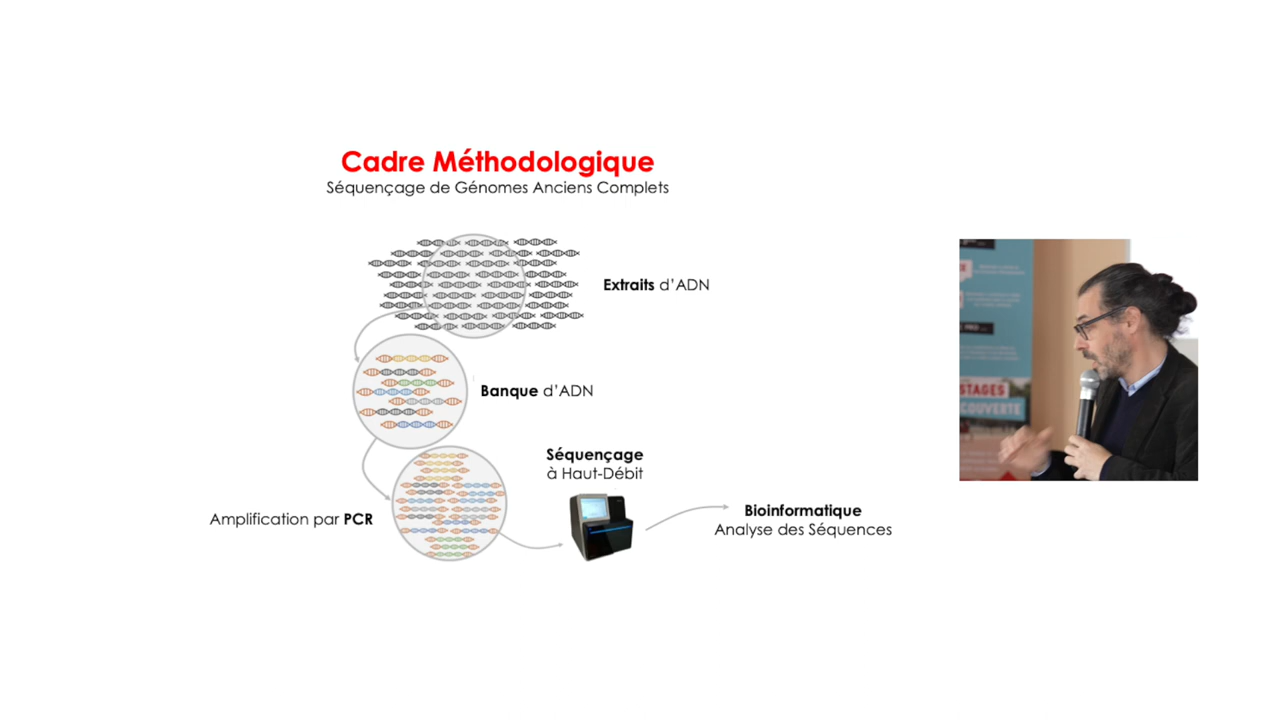 Cadre Méthodologique
Séquençage de Génomes Anciens Complets
Extraits d'ADN
Banque d'ADN
Séquençage
à Haut-Débit
Amplification par PCR
Bioinformatique
Analyse des Séquences
STAGES
COUVERTE